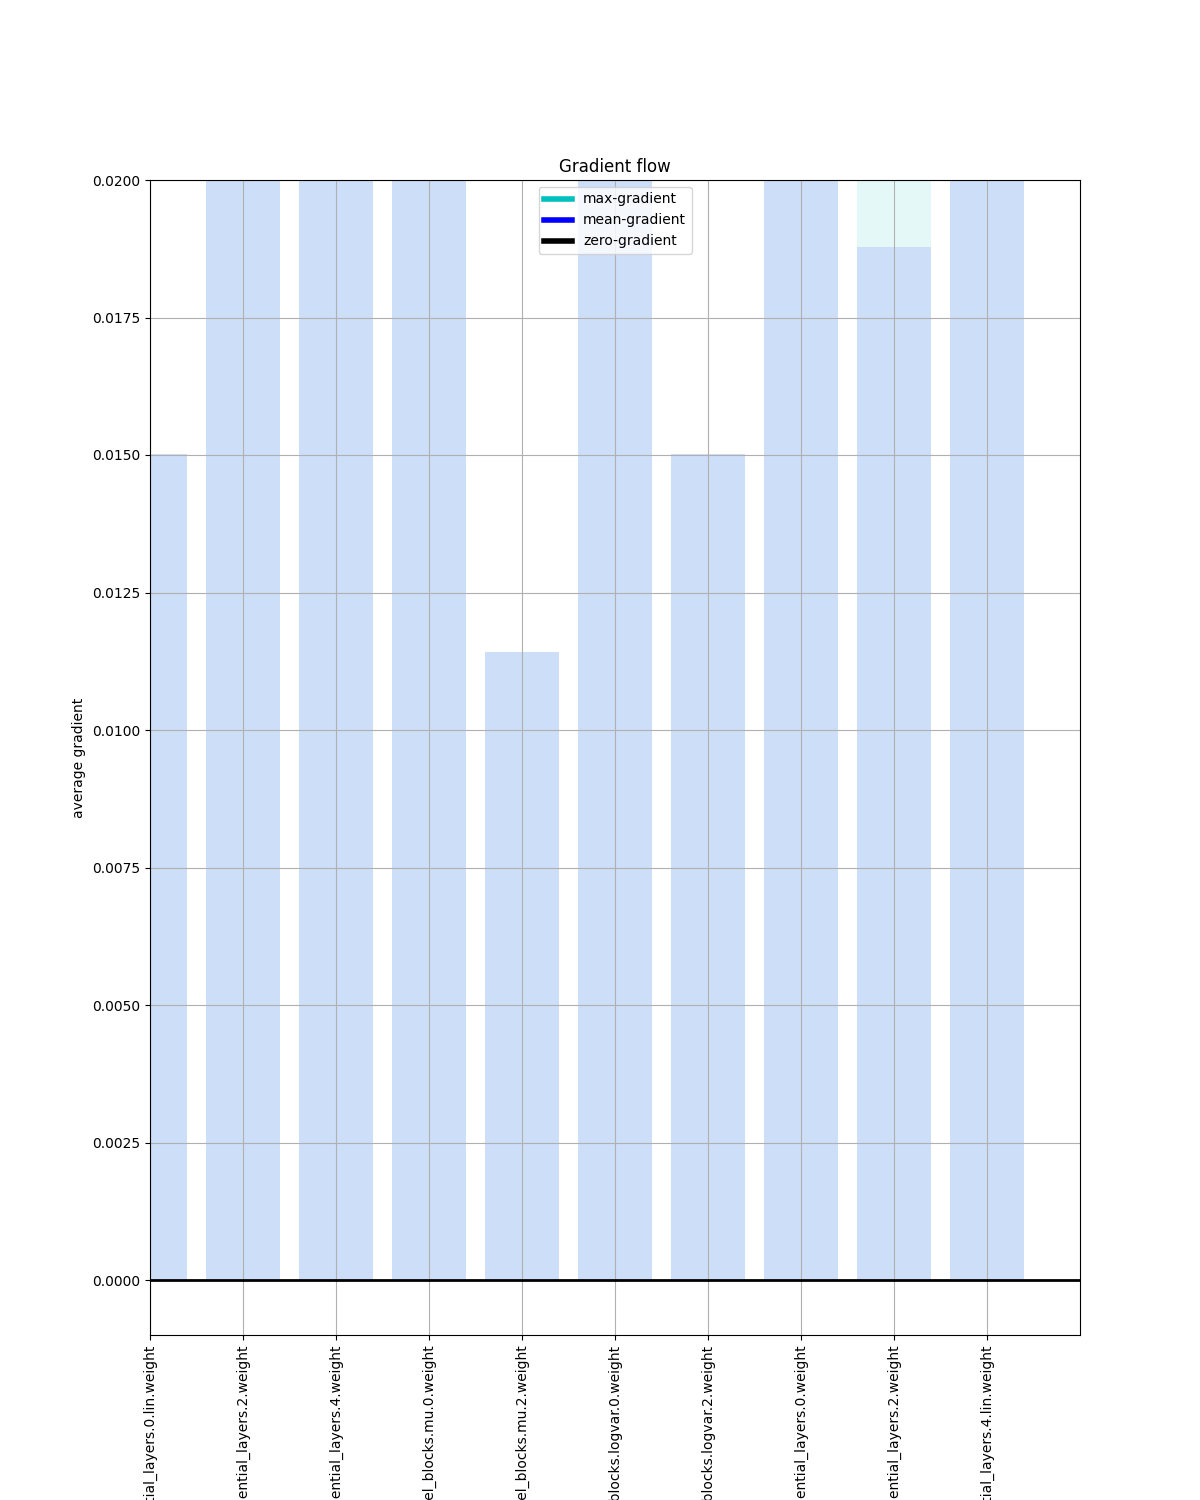 Gradient flow
max-gradient
mean-gradient
zero-gradient
0.0200
0.0175
0.0150
0.0125
0.0100
0.0075
0.0050
0.0025
0.0000
average gradient
tial_layers.0.lin.weight
ential_layers.2.weight
ential_layers.4.weight
el_blocks.mu.0.weight
el_blocks.mu.2.weight
blocks.logvar.0.weight
blocks.logvar.2.weight
ential_layers.0.weight
ential_layers.2.weight
tial_layers.4.lin.weight